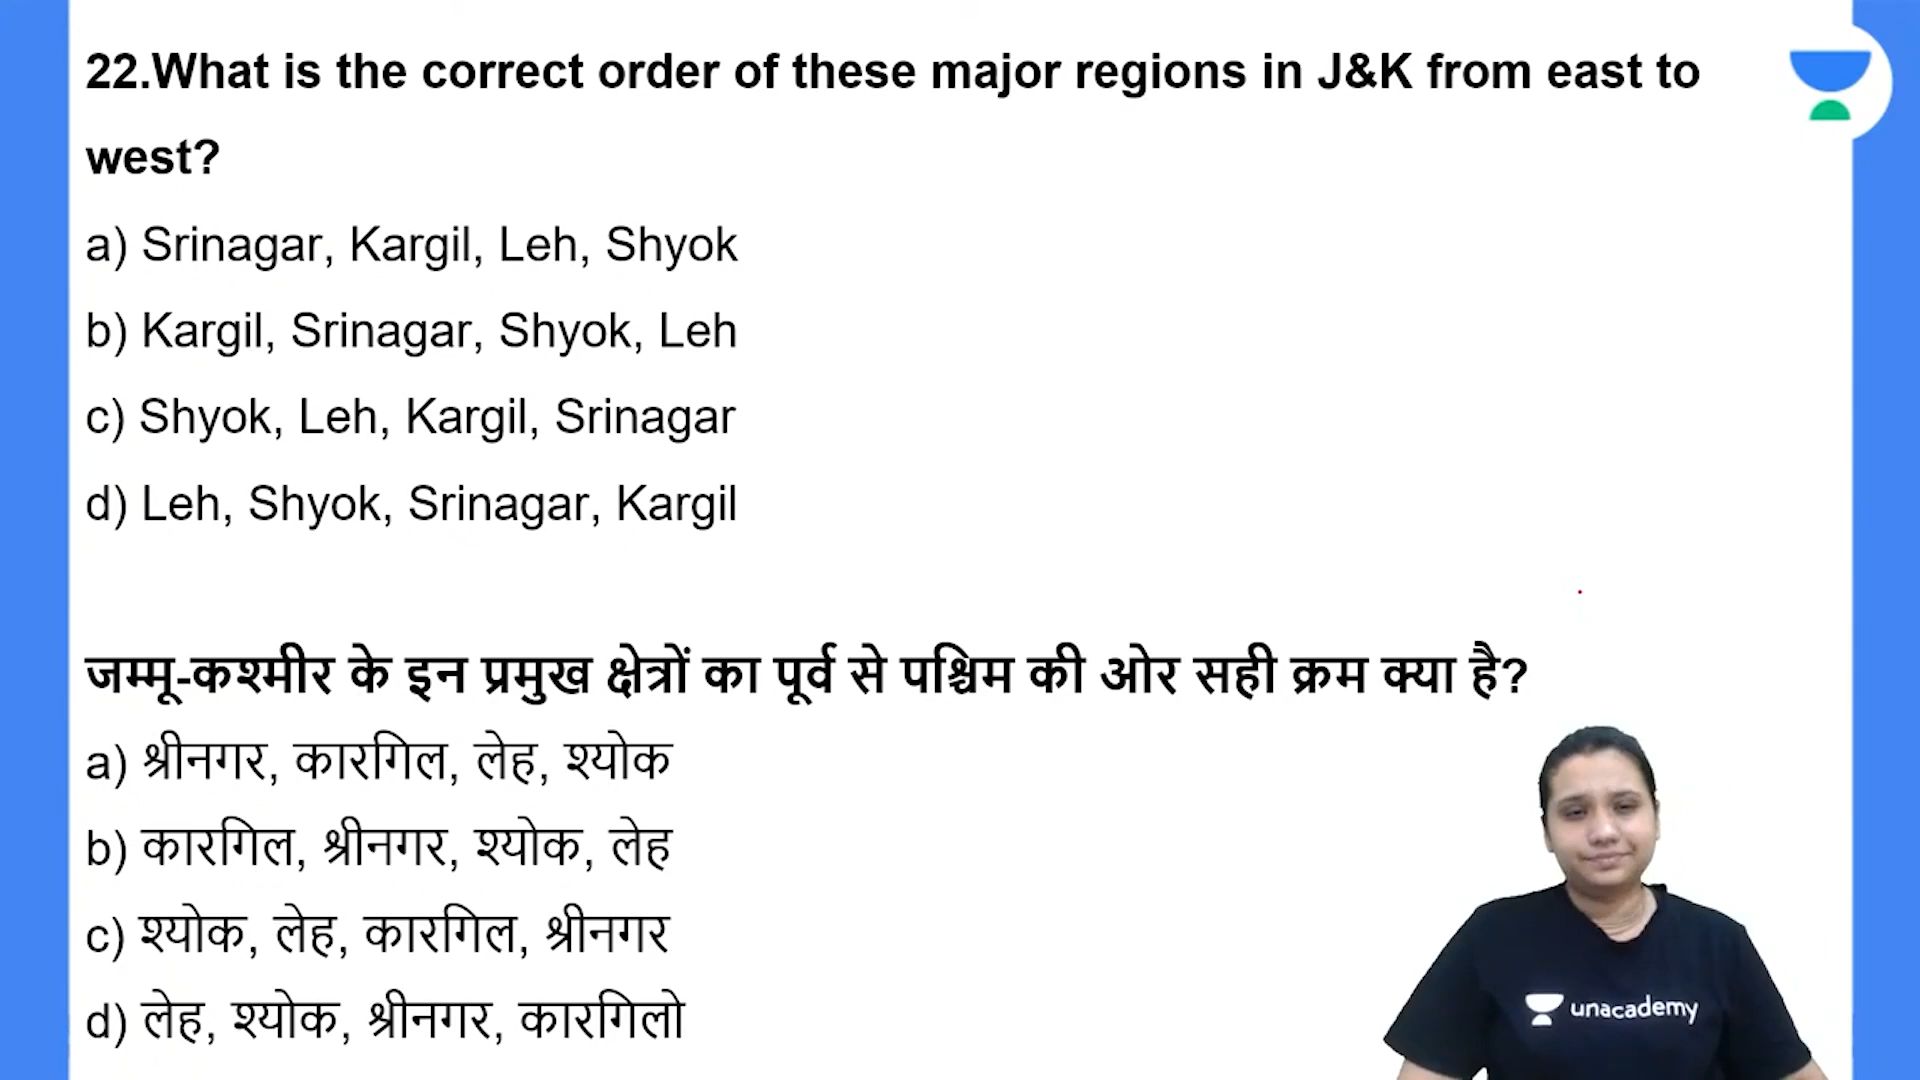 22.What is the correct order of these major regions in J&K from east to
west?
a) Srinagar, Kargil, Leh, Shyok
b) Kargil, Srinagar, Shyok, Leh
c) Shyok, Leh, Kargil, Srinagar
d) Leh, Shyok, Srinagar, Kargil
जम्मू-कश्मीर के इन प्रमुख क्षेत्रों का पूर्व से पश्चिम की ओर सही क्रम क्या है?
a) श्रीनगर, कारगिल, लेह, श्योक
b) कारगिल, श्रीनगर, श्योक, लेह
c) श्योक, लेह, कारगिल, श्रीनगर
d) लेह, श्योक, श्रीनगर, कारगिलो
unacademy